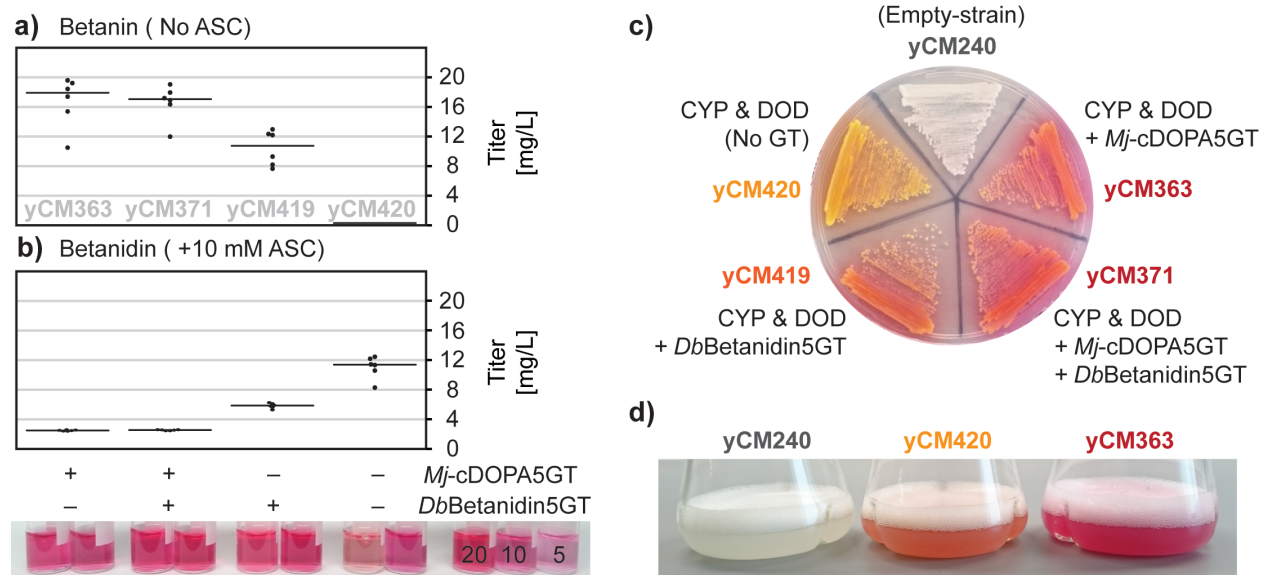 a) Betanin ( No ASC)
20
16
12
8
4
0
Titer
[mg/L]
yCM363 yCM371 yCM419 yCM420
b) Betanidin ( +10 mM ASC)
20
16
12
8
4
0
Titer
[mg/L]
+ + – – Mj-cDOPA5GT
– + + – DbBetanidin5GT
20 10 5
c)
(Empty-strain)
yCM240
CYP & DOD
(No GT)
yCM420
CYP & DOD
+ Mj-cDOPA5GT
yCM363
yCM419
CYP & DOD
+ DbBetanidin5GT
yCM371
CYP & DOD
+ Mj-cDOPA5GT
+ DbBetanidin5GT
d)
yCM240 yCM420 yCM363